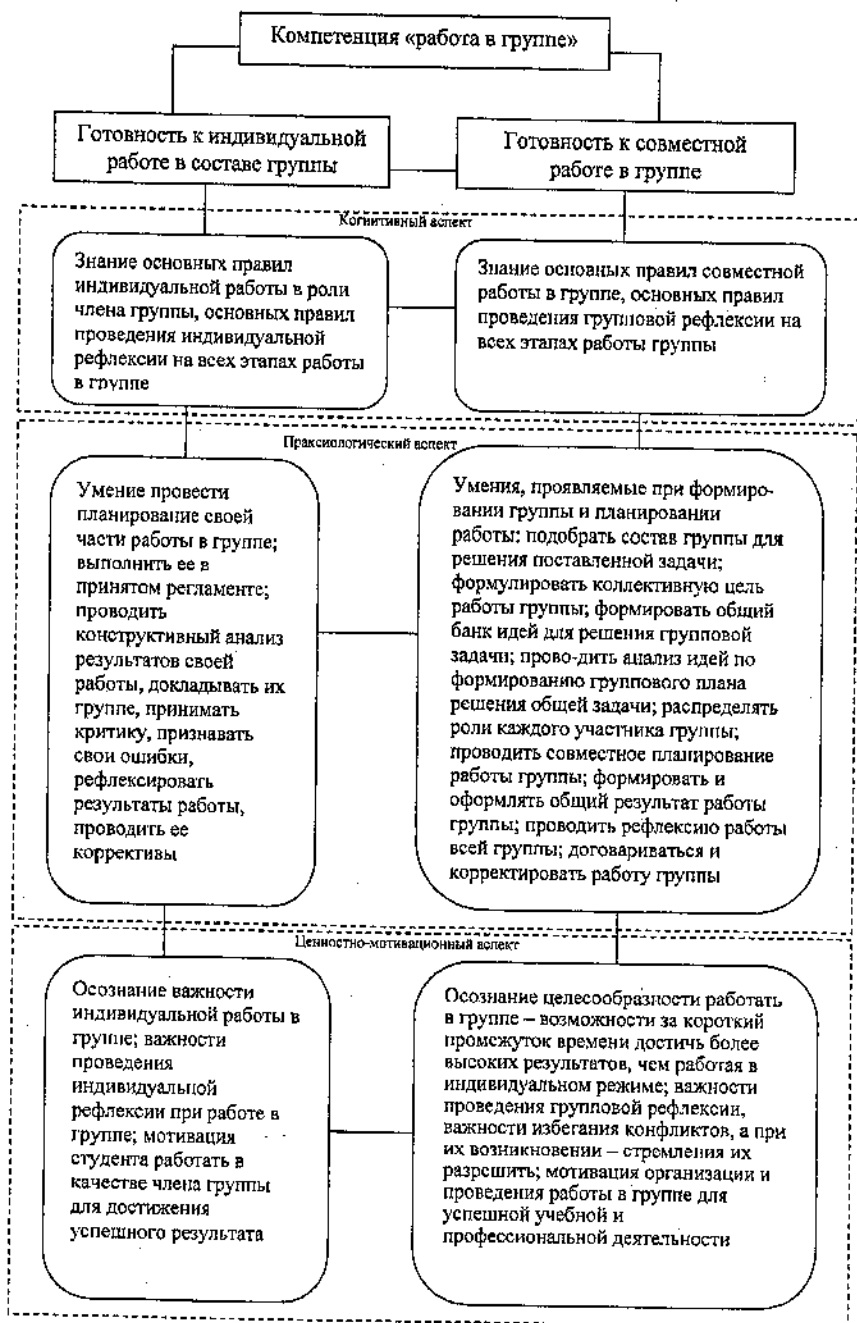 Компетенция «работа в группе»
Готовность к индивидуальной
работе в составе группы
Готовность к совместной
работе в группе
Когнитивный аспект
Знание основных правил
индивидуальной работы в роли
члена группы, основных правил
проведения индивидуальной
рефлексии на всех этапах работы
в группе
Знание основных правил совместной
работы в группе, основных правил
проведения групповой рефлексии на
всех этапах работы группы
Праксиологический аспект
Умение провести
планирование своей
части работы в группе;
выполнить ее в
принятом регламенте;
проводить
конструктивный анализ
результатов своей
работы, докладывать их
группе, принимать
критику, признавать
свои ошибки,
рефлексировать
результаты работы,
проводить ее
коррективы
Умения, проявляемые при формиро-
вании группы и планировании
работы: подобрать состав группы для
решения поставленной задачи;
формулировать коллективную цель
работы группы; формировать общий
банк идей для решения групповой
задачи; прово-дить анализ идей по
формированию группового плана
решения общей задачи; распределять
роли каждого участника группы;
проводить совместное планирование
работы группы; формировать и
оформлять общий результат работы
группы; проводить рефлексию работы
всей группы; договариваться и
корректировать работу группы
Ценностно-мотивационный аспект
Осознание важности
индивидуальной работы в
группе; важности
проведения
индивидуальной
рефлексии при работе в
группе; мотивация
студента работать в
качестве члена группы
для достижения
успешного результата
Осознание целесообразности работать
в группе – возможности за короткий
промежуток времени достичь более
высоких результатов, чем работая в
индивидуальном режиме; важности
проведения групповой рефлексии,
важности избегания конфликтов, а при
их возникновении – стремления их
разрешить; мотивация организации и
проведения работы в группе для
успешной учебной и
профессиональной деятельности